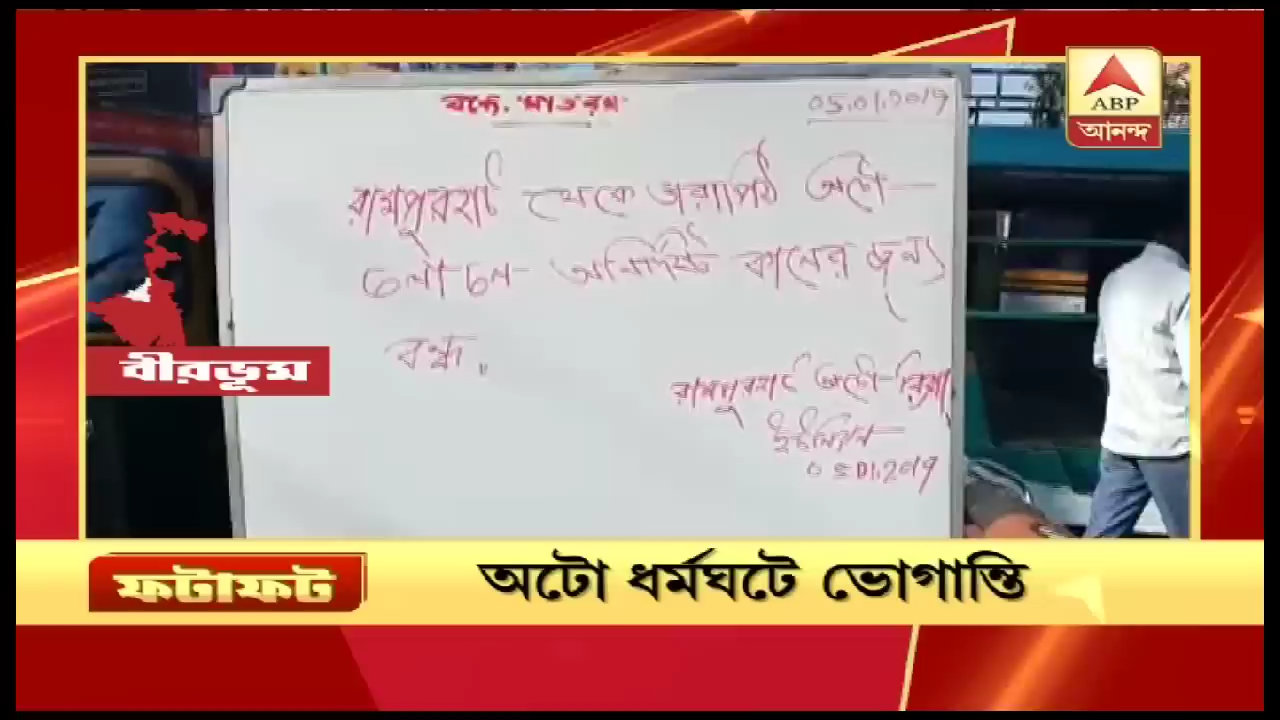 ABP
আনন্দ
বন্দে. "মাতরম"
05.01.2019
রামপুরহাট থেকে তারাপিঠ অটো
চলাচল অনির্দিষ্ট কালের জন্য
বন্ধ.
রামপুরহাট অটো-রিক্সা
ইউনিয়ন
05.01.2019
বীরভূম
ফটাফট
অটো ধর্মঘটে ভোগান্তি